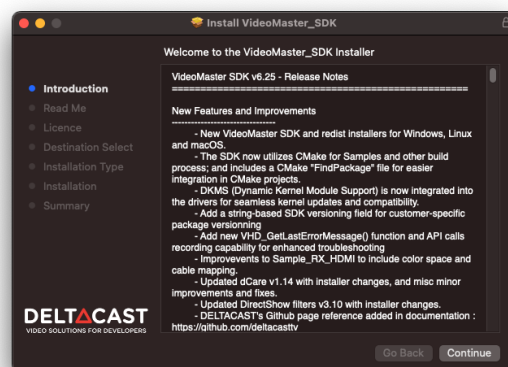 Install VideoMaster_SDK
Welcome to the VideoMaster_SDK Installer
Introduction
Read Me
Licence
Destination Select
Installation Type
Installation
Summary
VideoMaster SDK v6.25 - Release Notes
====================================================
New Features and Improvements
--------------------------------
- New VideoMaster SDK and redist installers for Windows, Linux
and macOS.
- The SDK now utilizes CMake for Samples and other build
process; and includes a CMake "FindPackage" file for easier
integration in CMake projects.
- DKMS (Dynamic Kernel Module Support) is now integrated into
the drivers for seamless kernel updates and compatibility.
- Add a string-based SDK versioning field for customer-specific
package versionning
- Add new VHD_GetLastErrorMessage() function and API calls
recording capability for enhanced troubleshooting
- Improvents to Sample_RX_HDMI to include color space and
cable mapping.
- Updated dCare v1.14 with installer changes, and misc minor
improvements and fixes.
- Updated DirectShow filters v3.10 with installer changes.
- DELTACAST's Github page reference added in documentation :
https://github.com/deltacasttv
DELTACAST
VIDEO SOLUTIONS FOR DEVELOPERS
Go Back
Continue